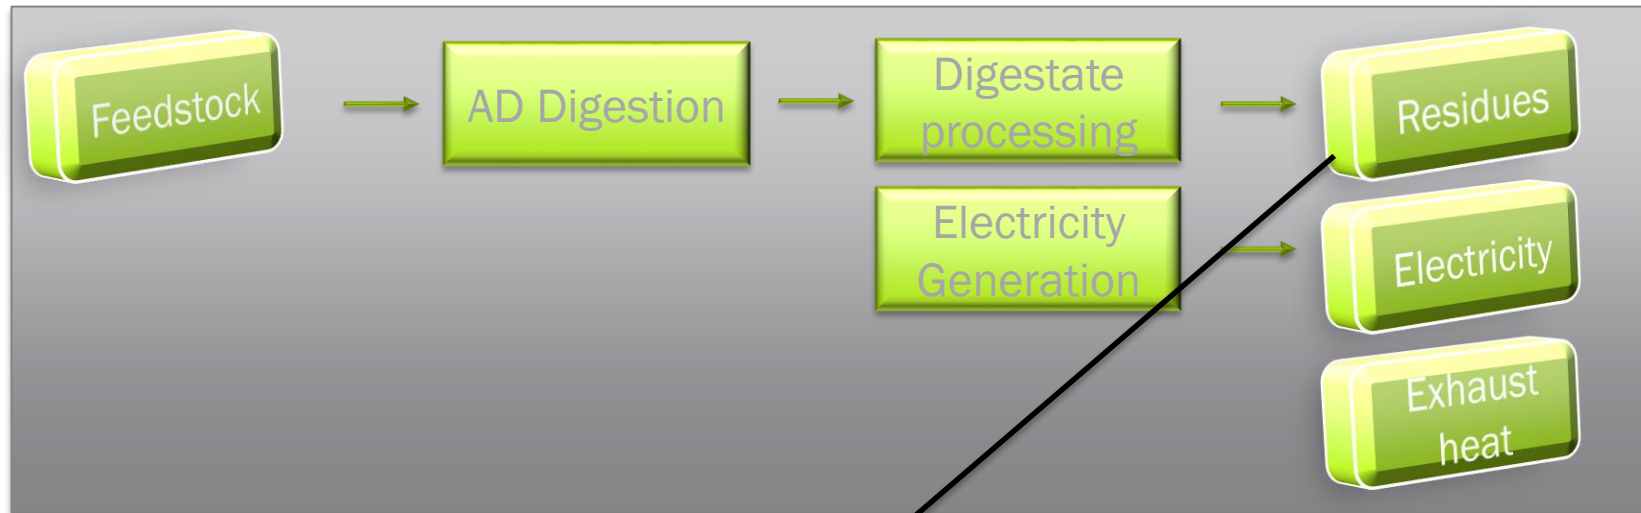 Feedstock
AD Digestion
Digestate
processing
Residues
Electricity
Generation
Electricity
Exhaust
heat